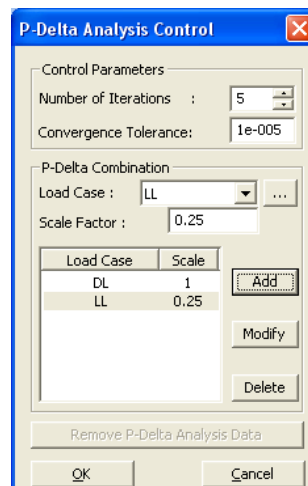 P-Delta Analysis Control
Control Parameters
Number of Iterations : 5
Convergence Tolerance: 1e-005
P-Delta Combination
Load Case : LL ...
Scale Factor : 0.25
Load Case Scale
DL 1
LL 0.25
Add
Modify
Delete
Remove P-Delta Analysis Data
OK Cancel